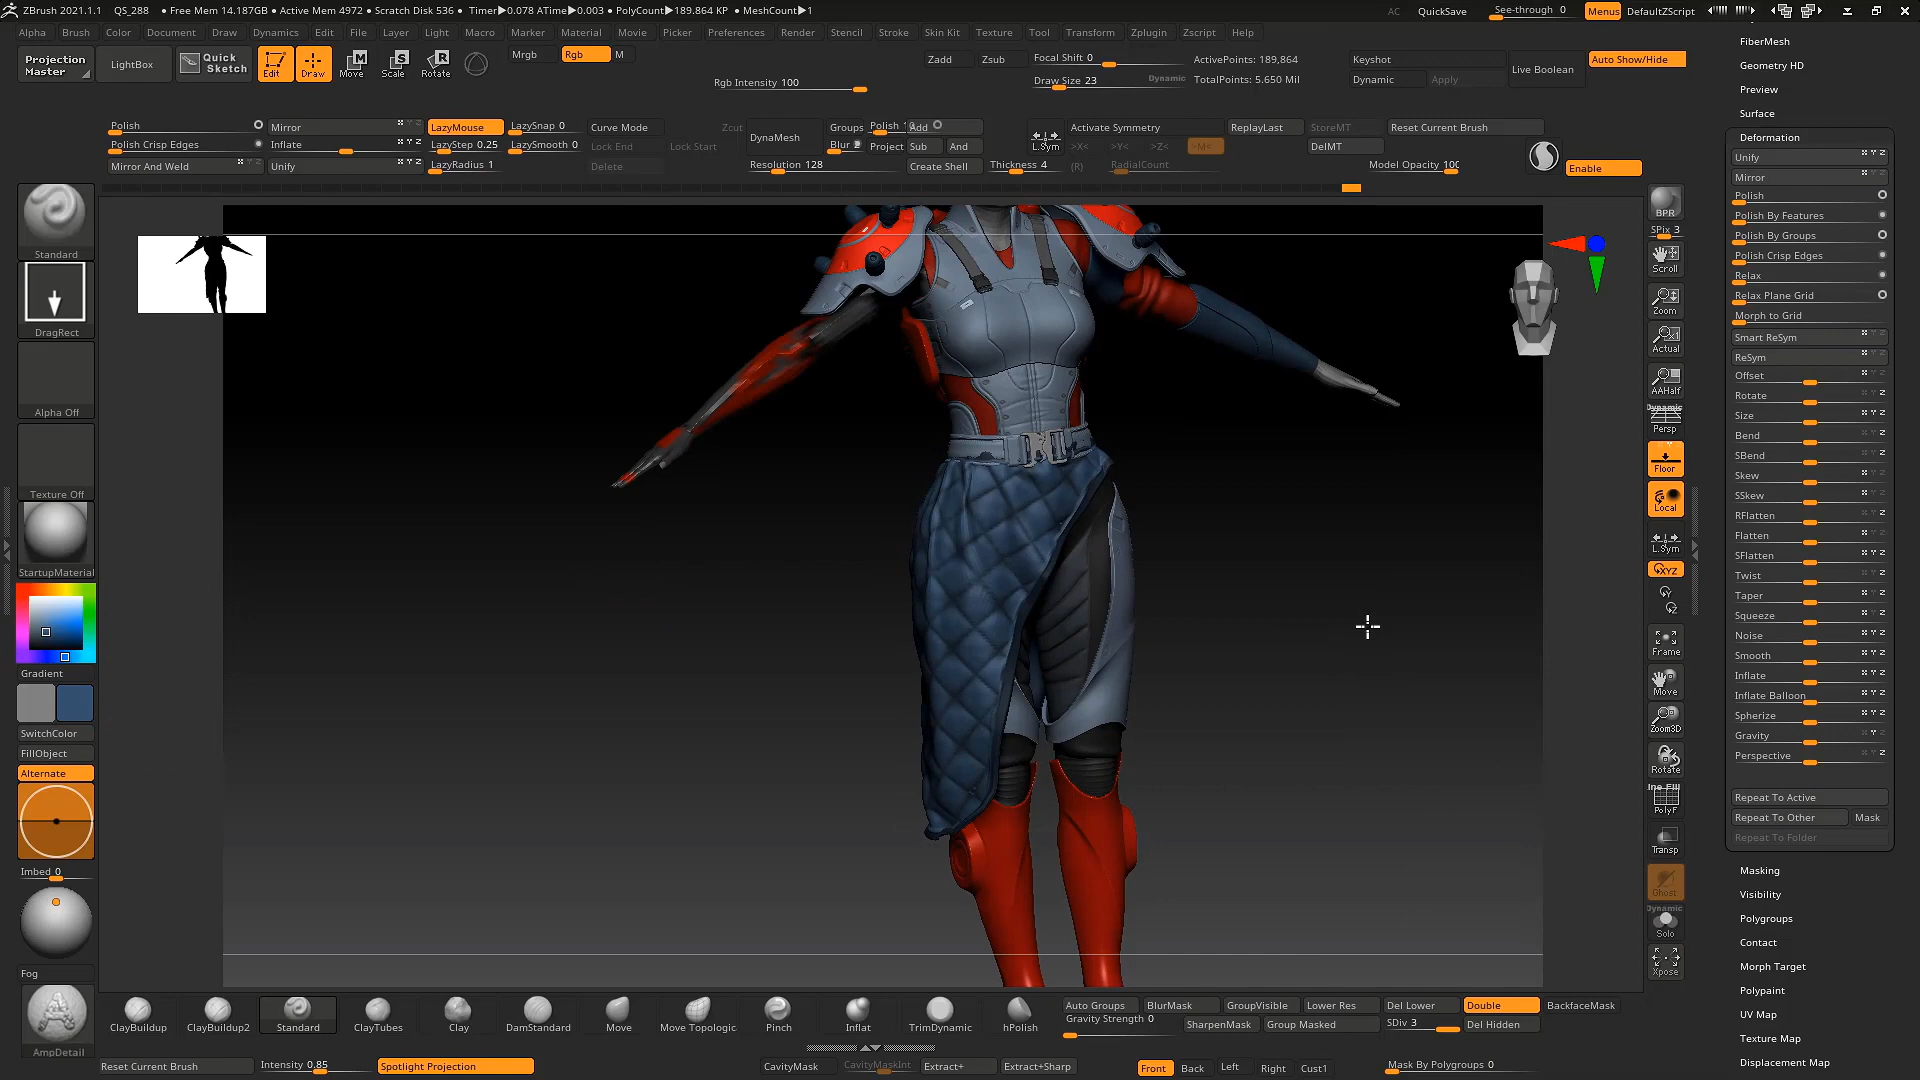 ZBrush 2021.1.1 QS_288 • Free Mem 14.187GB • Active Mem 4972 • Scratch Disk 536 • Timer▶0.078 ATime▶0.003 • PolyCount▶189.864 KP • MeshCount▶1 AC QuickSave See-through 0 Menus DefaultZScript
Alpha Brush Color Document Draw Dynamics Edit File Layer Light Macro Marker Material Movie Picker Preferences Render Stencil Stroke Skin Kit Texture Tool Transform Zplugin Zscript Help
Projection Master
LightBox
Quick Sketch
Edit Draw Move Scale Rotate
Mrgb Rgb M
Rgb Intensity 100
Zadd Zsub
Focal Shift 0
Draw Size 23 Dynamic
ActivePoints: 189,864
TotalPoints: 5.650 Mil
Keyshot
Dynamic Apply
Live Boolean
Auto Show/Hide
Polish Mirror LazyMouse LazySnap 0 Curve Mode Zcut
Polish Crisp Edges Inflate LazyStep 0.25 LazySmooth 0 Lock End Lock Start
Mirror And Weld Unify LazyRadius 1 Delete
DynaMesh
Resolution 128
Groups Polish Add
Blur 2 Project Sub And
Create Shell
Thickness 4
L.Sym
Activate Symmetry
>X< >Y< >Z< >M<
(R) RadialCount
ReplayLast StoreMT Reset Current Brush
DelMT
Model Opacity 100
Enable
Standard
DragRect
Alpha Off
Texture Off
StartupMaterial
Gradient
SwitchColor
FillObject
Alternate
Imbed 0
Fog
AmpDetail
BPR
SPix 3
Scroll
Zoom
Actual
AAHalf
Dynamic
Persp
Floor
Local
L.Sym
XYZ
Y
Z
Frame
Move
Zoom3D
Rotate
Line Fill
PolyF
Transp
Ghost
Dynamic
Solo
Xpose
FiberMesh
Geometry HD
Preview
Surface
Deformation
Unify
Mirror
Polish
Polish By Features
Polish By Groups
Polish Crisp Edges
Relax
Relax Plane Grid
Morph to Grid
Smart ReSym
ReSym
Offset
Rotate
Size
Bend
SBend
Skew
SSkew
RFlatten
Flatten
SFlatten
Twist
Taper
Squeeze
Noise
Smooth
Inflate
Inflate Balloon
Spherize
Gravity
Perspective
Repeat To Active
Repeat To Other Mask
Repeat To Folder
Masking
Visibility
Polygroups
Contact
Morph Target
Polypaint
UV Map
Texture Map
Displacement Map
ClayBuildup ClayBuildup2 Standard ClayTubes Clay DamStandard Move Move Topologic Pinch Inflat TrimDynamic hPolish
Auto Groups BlurMask GroupVisible Lower Res Del Lower Double BackfaceMask
Gravity Strength 0 SharpenMask Group Masked SDiv 3 Del Hidden
Reset Current Brush Intensity 0.85 Spotlight Projection CavityMask CavityMaskInt Extract+ Extract+Sharp Front Back Left Right Cust1 Mask By Polygroups 0